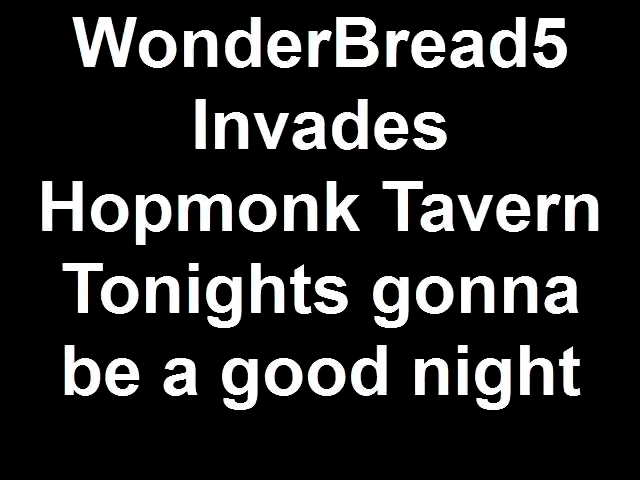 WonderBread5
Invades
Hopmonk Tavern
Tonights gonna
be a good night